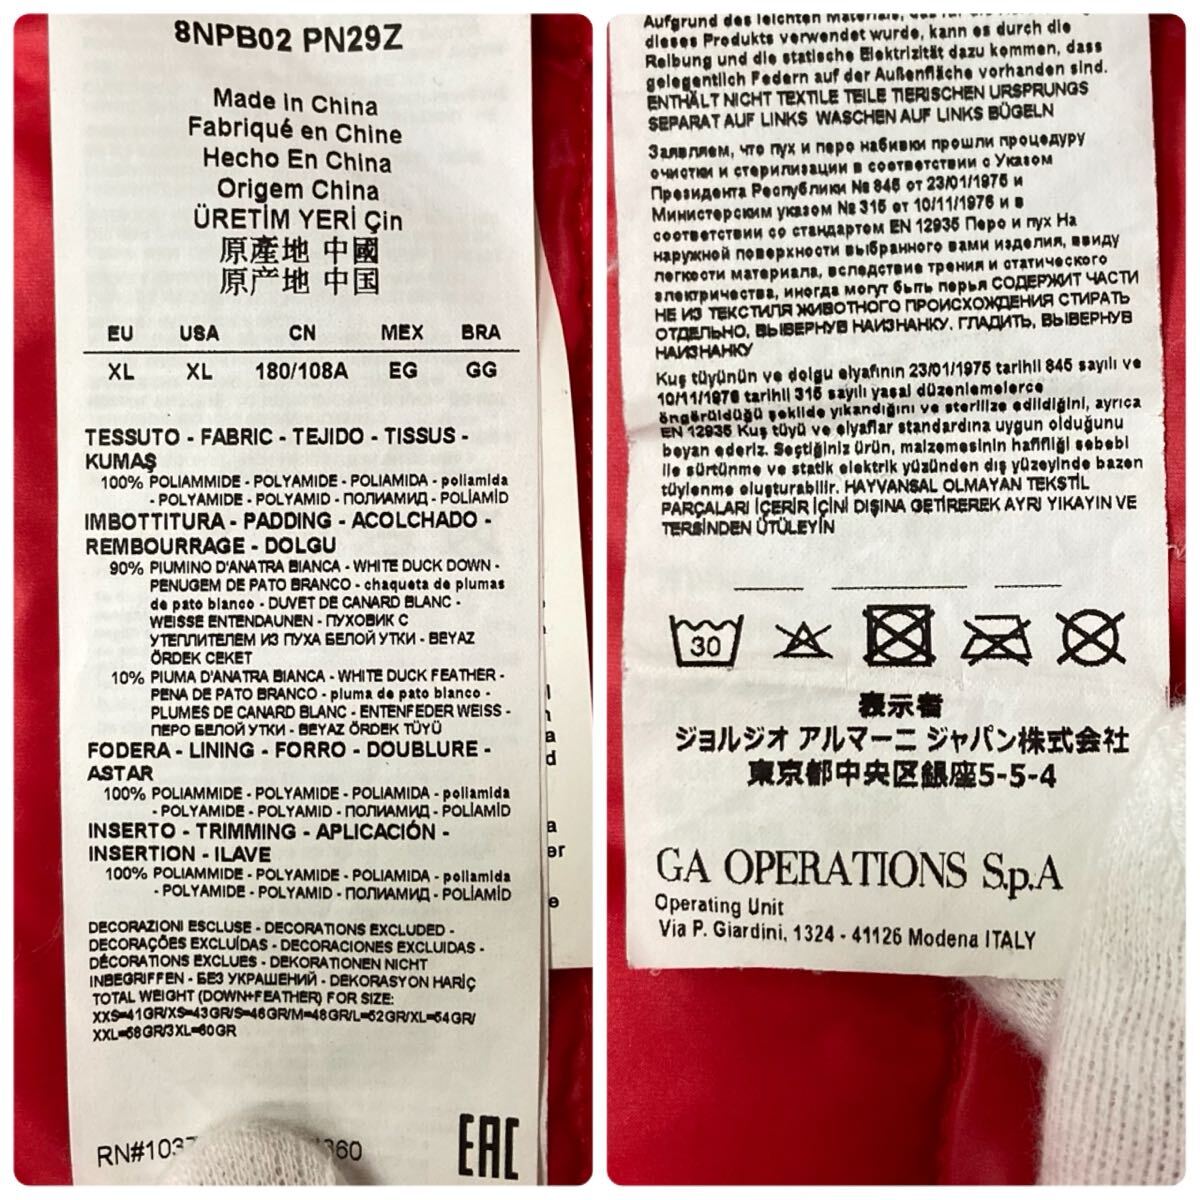 8NPB02 PN29Z
Made in China
Fabriqué en Chine
Hecho En China
Origem China
ÜRETİM YERİ Çin
原產地 中國
原产地 中国
EU USA CN MEX BRA
XL XL 180/108A EG GG
TESSUTO - FABRIC - TEJIDO - TISSUS -
KUMAŞ
100% POLIAMMIDE - POLYAMIDE - POLIAMIDA - poliamida
- POLYAMIDE - POLYAMID - ПОЛИАМИД - POLİAMİD
IMBOTTITURA - PADDING - ACOLCHADO -
REMBOURRAGE - DOLGU
90% PIUMINO D'ANATRA BIANCA - WHITE DUCK DOWN -
PENUGEM DE PATO BRANCO - chaqueta de plumas
de pato blanco - DUVET DE CANARD BLANC -
WEISSE ENTENDAUNEN - ПУХОВИК С
УТЕПЛИТЕЛЕМ ИЗ ПУХА БЕЛОЙ УТКИ - BEYAZ
ÖRDEK CEKET
10% PIUMA D'ANATRA BIANCA - WHITE DUCK FEATHER -
PENA DE PATO BRANCO - pluma de pato blanco -
PLUMES DE CANARD BLANC - ENTENFEDER WEISS -
ПЕРО БЕЛОЙ УТКИ - BEYAZ ÖRDEK TÜYÜ
FODERA - LINING - FORRO - DOUBLURE -
ASTAR
100% POLIAMMIDE - POLYAMIDE - POLIAMIDA - poliamida
- POLYAMIDE - POLYAMID - ПОЛИАМИД - POLİAMİD
INSERTO - TRIMMING - APLICACIÓN -
INSERTION - ILAVE
100% POLIAMMIDE - POLYAMIDE - POLIAMIDA - poliamida
- POLYAMIDE - POLYAMID - ПОЛИАМИД - POLİAMİD
DECORAZIONI ESCLUSE - DECORATIONS EXCLUDED -
DECORAÇÕES EXCLUÍDAS - DECORACIONES EXCLUIDAS -
DÉCORATIONS EXCLUES - DEKORATIONEN NICHT
INBEGRIFFEN - БЕЗ УКРАШЕНИЙ - DEKORASYON HARİÇ
TOTAL WEIGHT (DOWN+FEATHER) FOR SIZE:
XXS=41GR/XS=43GR/S=46GR/M=48GR/L=52GR/XL=54GR/
XXL=58GR/3XL=60GR
EAC
Aufgrund des leichten Materials, das für die
dieses Produkts verwendet wurde, kann es durch die
Reibung und die statische Elektrizität dazu kommen, dass
gelegentlich Federn auf der Außenfläche vorhanden sind.
ENTHÄLT NICHT TEXTILE TEILE TIERISCHEN URSPRUNGS
SEPARAT AUF LINKS WASCHEN AUF LINKS BÜGELN
Заявляем, что пух и перо набивки прошли процедуру
очистки и стерилизации в соответствии с Указом
Президента Республики № 845 от 23/01/1975 и
Министерским указом № 315 от 10/11/1976 и в
соответствии со стандартом EN 12935 Перо и пух На
наружной поверхности выбранного вами изделия, ввиду
легкости материала, вследствие трения и статического
электричества, иногда могут быть перья СОДЕРЖИТ ЧАСТИ
НЕ ИЗ ТЕКСТИЛЯ ЖИВОТНОГО ПРОИСХОЖДЕНИЯ СТИРАТЬ
ОТДЕЛЬНО, ВЫВЕРНУВ НАИЗНАНКУ. ГЛАДИТЬ, ВЫВЕРНУВ
НАИЗНАНКУ
Kuş tüyünün ve dolgu elyafının 23/01/1975 tarihli 845 sayılı ve
10/11/1976 tarihli 315 sayılı yasal düzenlemelerce
öngörüldüğü şekilde yıkandığını ve sterilize edildiğini, ayrıca
EN 12935 Kuş tüyü ve elyaflar standardına uygun olduğunu
beyan ederiz. Seçtiğiniz ürün, malzemesinin hafifliği sebebi
ile sürtünme ve statik elektrik yüzünden dış yüzeyinde bazen
tüylenme oluşturabilir. HAYVANSAL OLMAYAN TEKSTİL
PARÇALARI İÇERİR İÇİNİ DIŞINA GETİREREK AYRI YIKAYIN VE
TERSİNDEN ÜTÜLEYİN
30
表示者
ジョルジオ アルマーニ ジャパン株式会社
東京都中央区銀座5-5-4
GA OPERATIONS S.p.A
Operating Unit
Via P. Giardini, 1324 - 41126 Modena ITALY